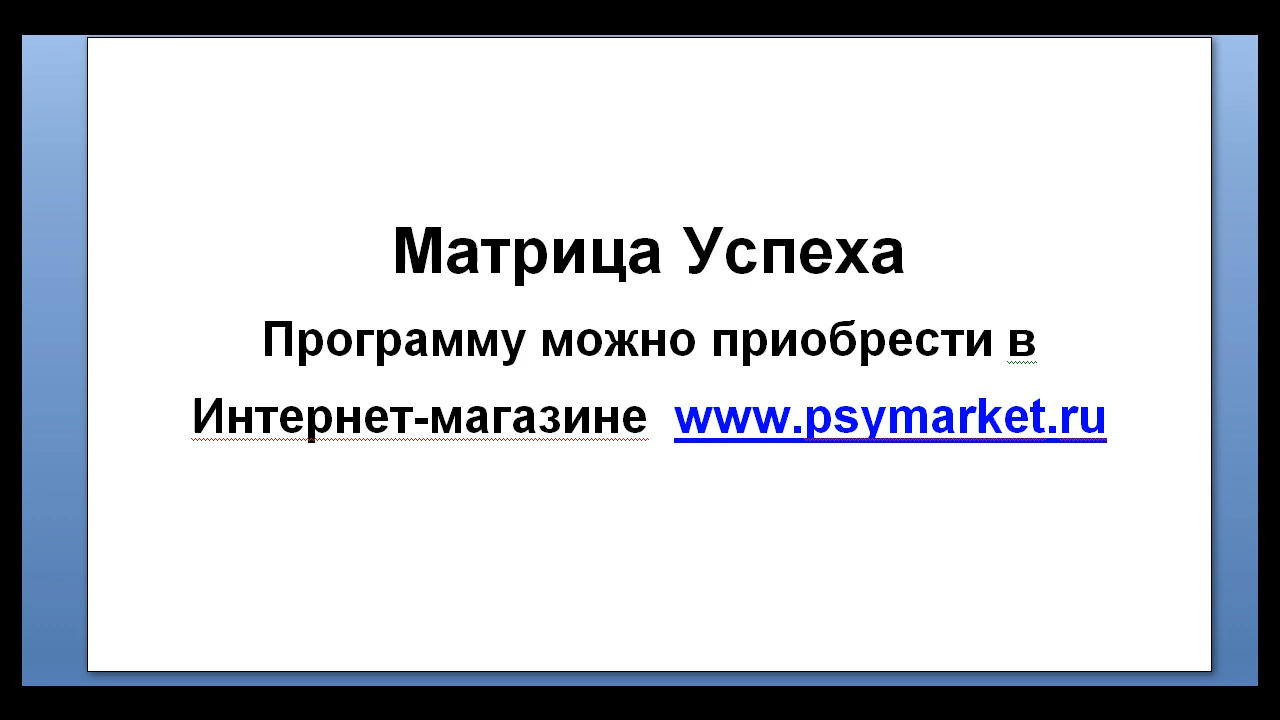 Матрица Успеха
Программу можно приобрести в
Интернет-магазине www.psymarket.ru